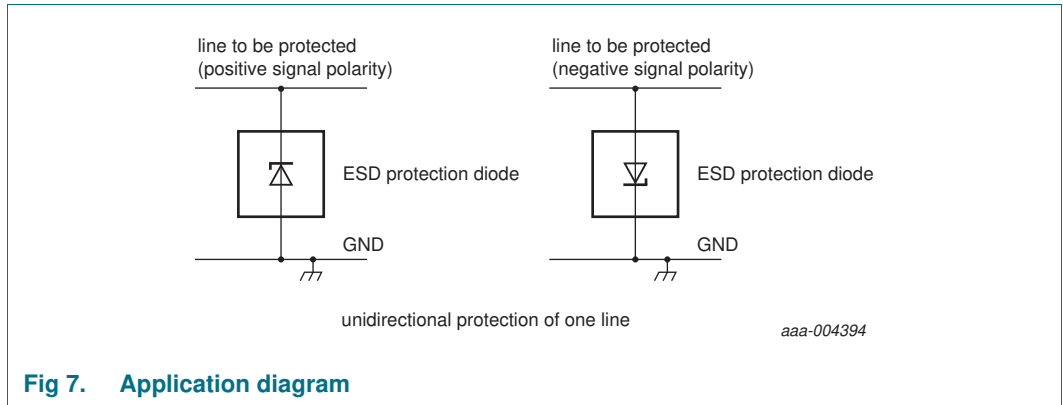 line to be protected
(positive signal polarity)
ESD protection diode
GND
line to be protected
(negative signal polarity)
ESD protection diode
GND
unidirectional protection of one line
aaa-004394
Fig 7. Application diagram